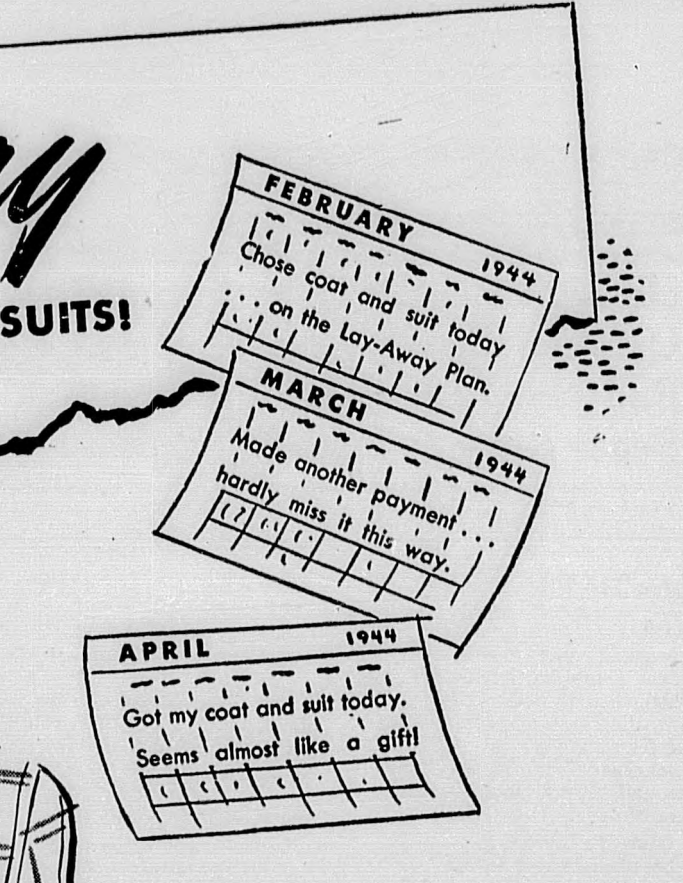 SUITS!
FEBRUARY 1944
Chose coat and suit today
... on the Lay-Away Plan.
MARCH 1944
Made another payment...
hardly miss it this way.
APRIL 1944
Got my coat and suit today.
Seems almost like a gift!